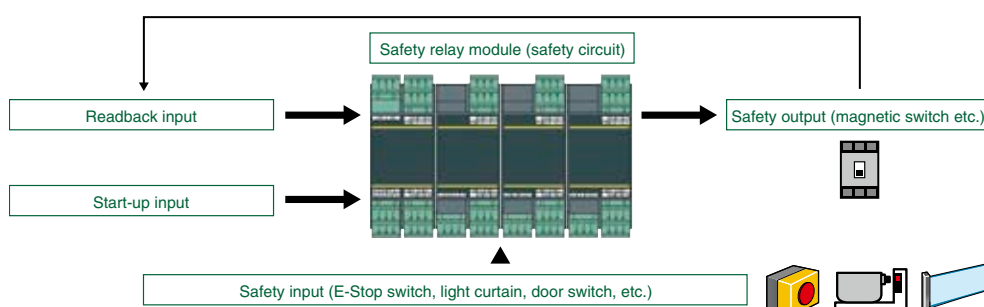 Safety relay module (safety circuit)
Readback input
Safety output (magnetic switch etc.)
Start-up input
Safety input (E-Stop switch, light curtain, door switch, etc.)